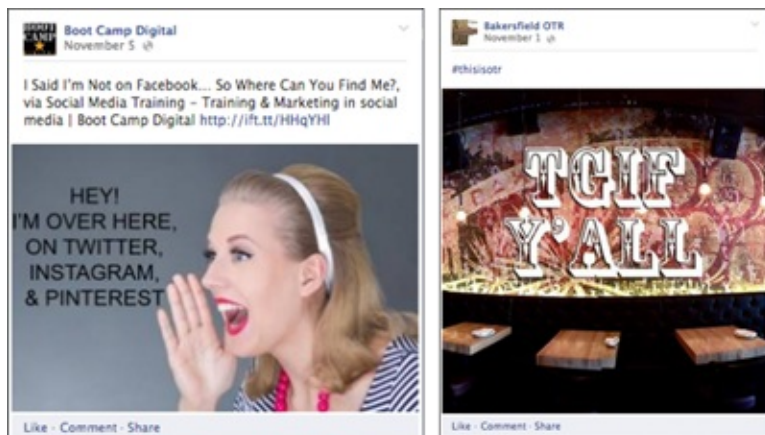 BOOT
CAMP
Boot Camp Digital
November 5
I Said I'm Not on Facebook... So Where Can You Find Me?,
via Social Media Training – Training & Marketing in social
media | Boot Camp Digital http://ift.tt/HHqYHl
HEY!
I'M OVER HERE,
ON TWITTER,
INSTAGRAM,
& PINTEREST
Like · Comment · Share
Bakersfield OTR
November 1
#thisisotr
TGIF
Y'ALL
Like · Comment · Share